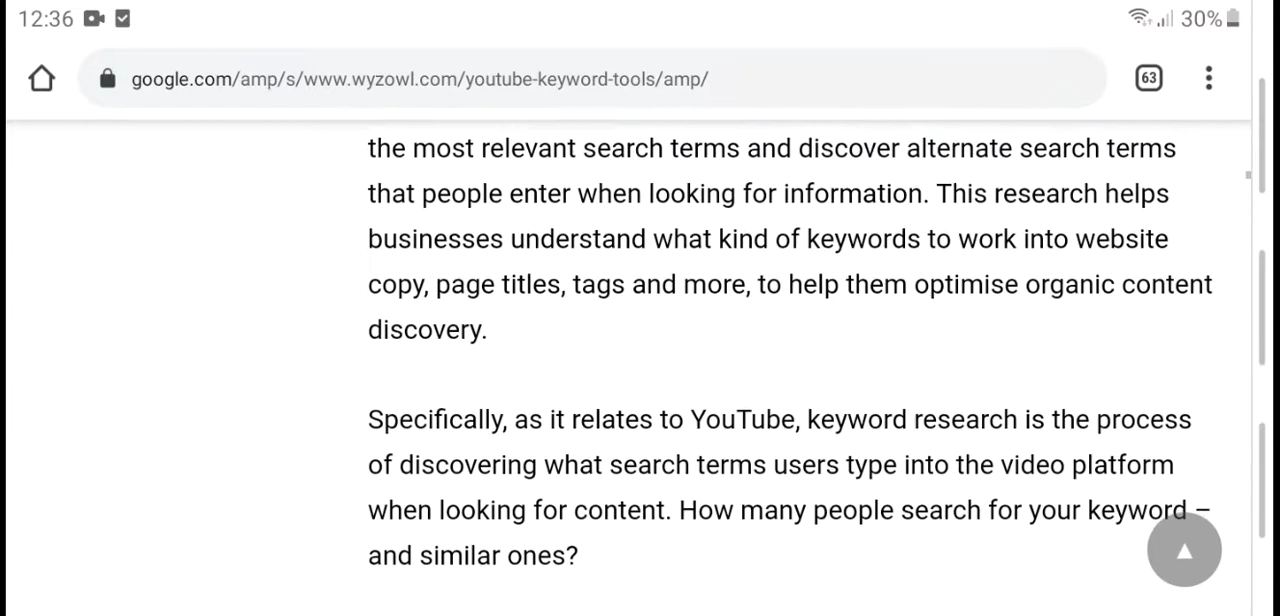 12:36
30%
google.com/amp/s/www.wyzowl.com/youtube-keyword-tools/amp/
63
the most relevant search terms and discover alternate search terms
that people enter when looking for information. This research helps
businesses understand what kind of keywords to work into website
copy, page titles, tags and more, to help them optimise organic content
discovery.
Specifically, as it relates to YouTube, keyword research is the process
of discovering what search terms users type into the video platform
when looking for content. How many people search for your keyword –
and similar ones?